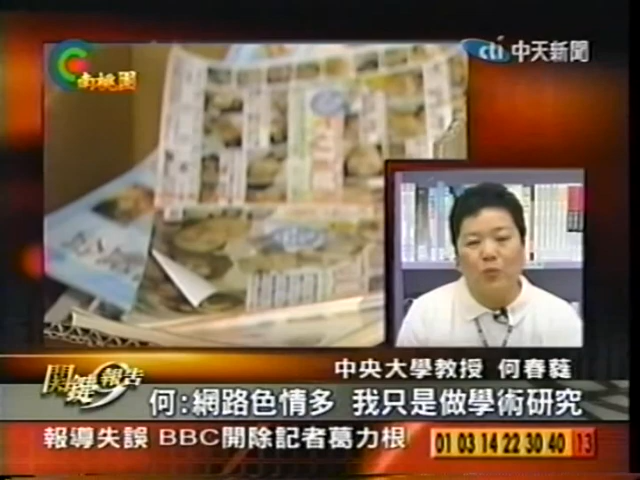 南桃園
cti 中天新聞
中央大學教授 何春蕤
關鍵報告
何:網路色情多 我只是做學術研究
報導失誤 BBC開除記者葛力根
01 03 14 22 30 40 13